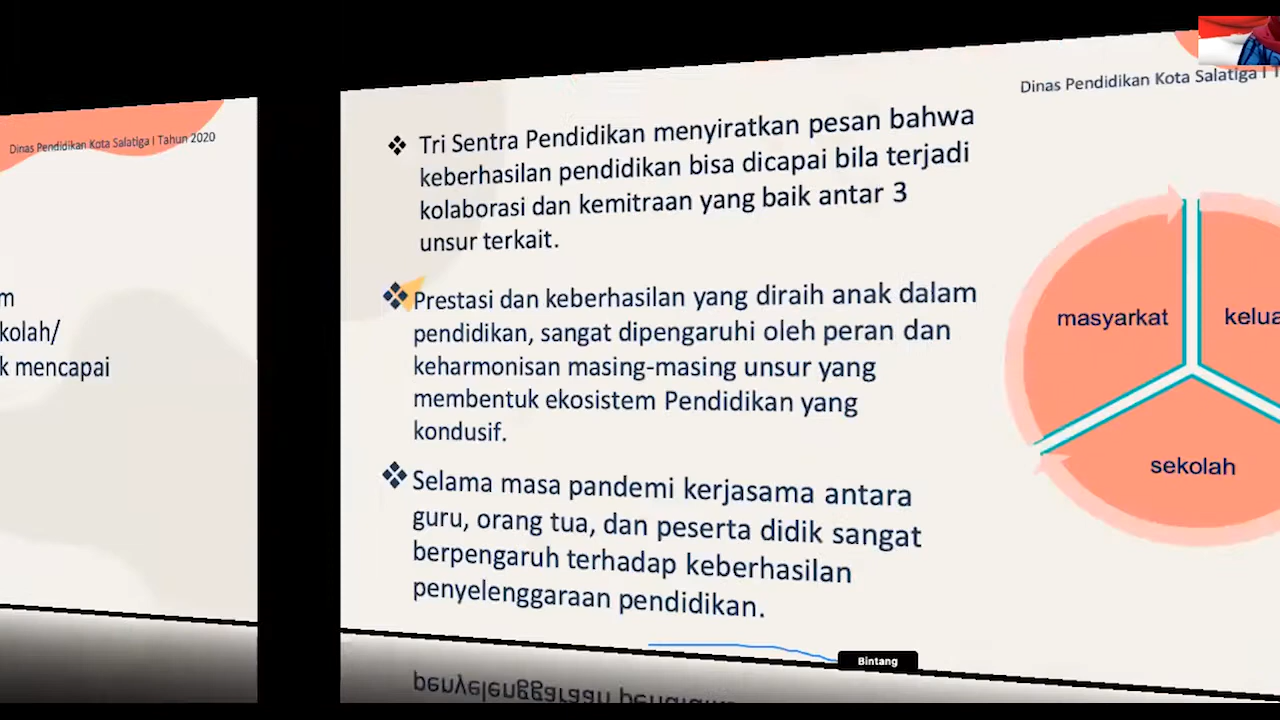 Dinas Pendidikan Kota Salatiga I Tahun 2020
kolah/
k mencapai
Dinas Pendidikan Kota Salatiga I T
Tri Sentra Pendidikan menyiratkan pesan bahwa
keberhasilan pendidikan bisa dicapai bila terjadi
kolaborasi dan kemitraan yang baik antar 3
unsur terkait.
Prestasi dan keberhasilan yang diraih anak dalam
pendidikan, sangat dipengaruhi oleh peran dan
keharmonisan masing-masing unsur yang
membentuk ekosistem Pendidikan yang
kondusif.
Selama masa pandemi kerjasama antara
guru, orang tua, dan peserta didik sangat
berpengaruh terhadap keberhasilan
penyelenggaraan pendidikan.
masyarkat
kelua
sekolah
Bintang